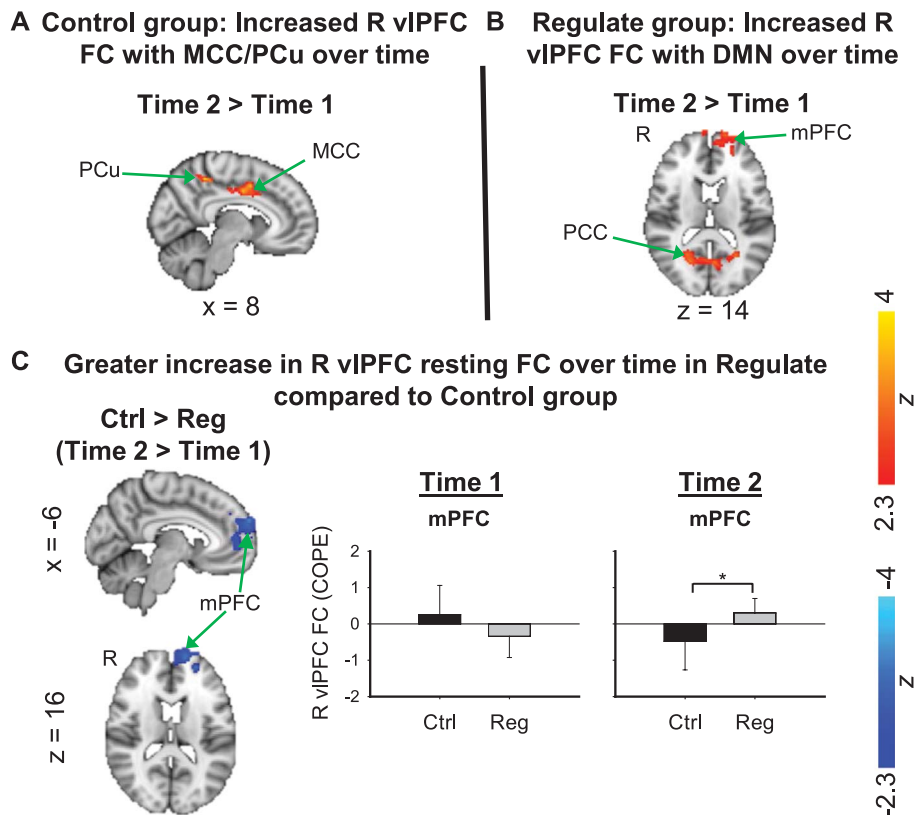 A Control group: Increased R vlPFC
FC with MCC/PCu over time
Time 2 > Time 1
PCu
MCC
x = 8
B Regulate group: Increased R
vlPFC FC with DMN over time
Time 2 > Time 1
R
mPFC
PCC
z = 14
C Greater increase in R vlPFC resting FC over time in Regulate
compared to Control group
Ctrl > Reg
(Time 2 > Time 1)
x = -6
mPFC
R
z = 16
Time 1
mPFC
R vlPFC FC (COPE)
2
1
0
-1
-2
Ctrl Reg
Time 2
mPFC
*
Ctrl Reg
4
z
2.3
-4
z
-2.3